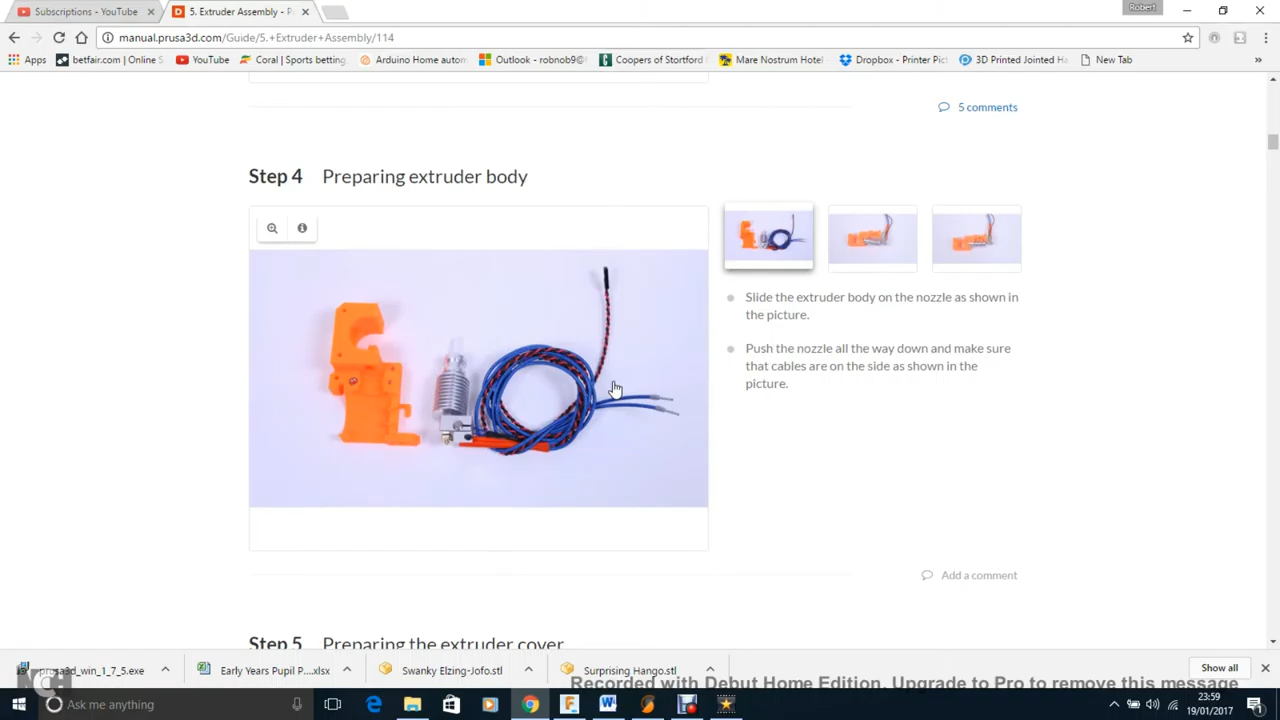 Subscriptions - YouTube
5. Extruder Assembly - P
Robert
manual.prusa3d.com/Guide/5.+Extruder+Assembly/114
Apps
betfair.com | Online S
YouTube
Coral | Sports betting
Arduino Home autom
Outlook - robnob9@
Coopers of Stortford
Mare Nostrum Hotel
Dropbox - Printer Pict
3D Printed Jointed Ha
New Tab
5 comments
Step 4 Preparing extruder body
Slide the extruder body on the nozzle as shown in
the picture.
Push the nozzle all the way down and make sure
that cables are on the side as shown in the
picture.
Add a comment
Step 5 Preparing the extruder cover
prusa3d_win_1_7_5.exe
Early Years Pupil P....xlsx
Swanky Elzing-Jofo.stl
Surprising Hango.stl
Show all
Recorded with Debut Home Edition. Upgrade to Pro to remove this message
Ask me anything
23:59
19/01/2017